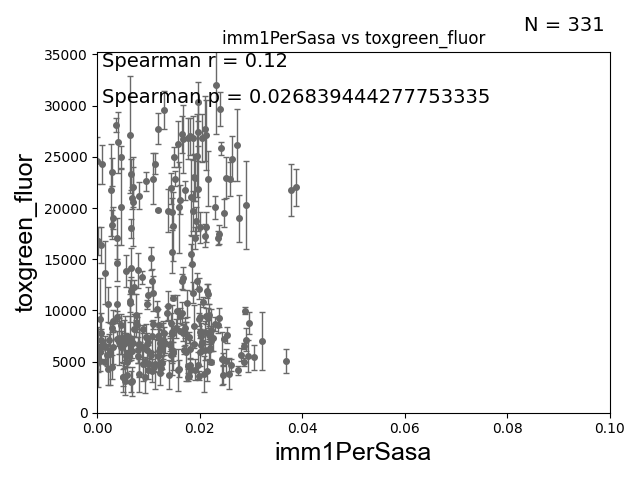 N = 331
imm1PerSasa vs toxgreen_fluor
Spearman r = 0.12
Spearman p = 0.026839444277753335
toxgreen_fluor
35000
30000
25000
20000
15000
10000
5000
0
0.00 0.02 0.04 0.06 0.08 0.10
imm1PerSasa